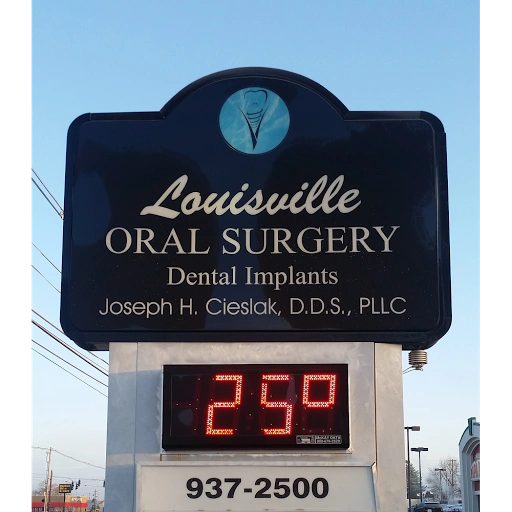 Louisville
ORAL SURGERY
Dental Implants
Joseph H. Cieslak, D.D.S., PLLC
25°
937-2500